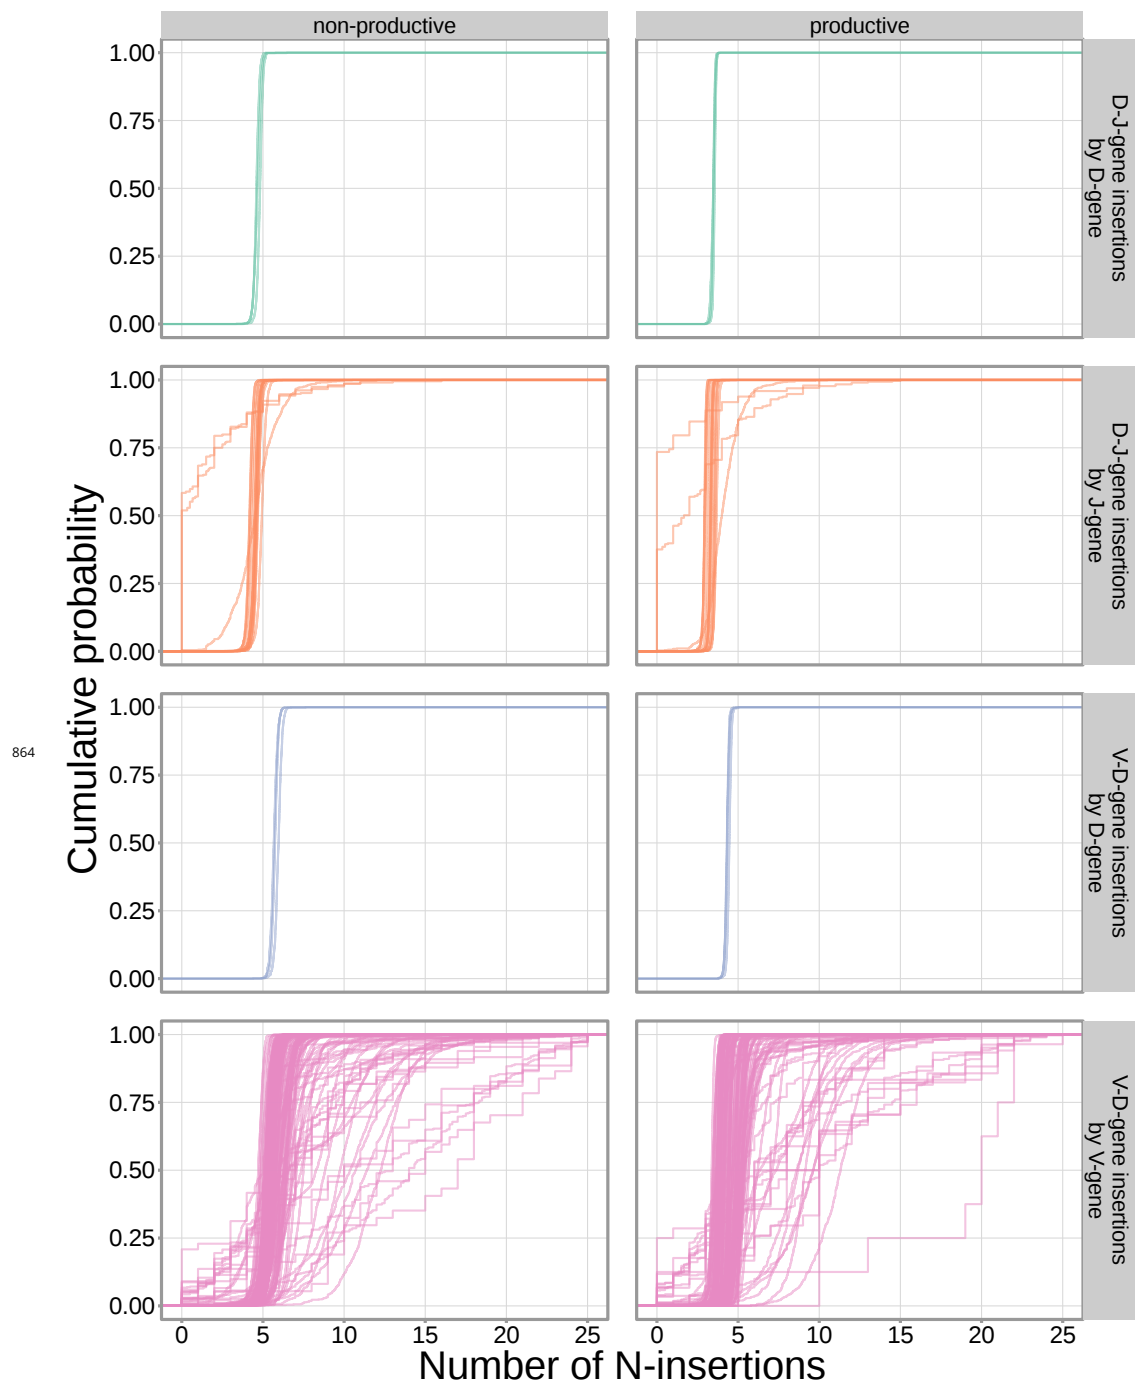 non-productive
productive
1.00
0.75
0.50
0.25
0.00
D-J-gene insertions
by D-gene
1.00
0.75
0.50
0.25
0.00
D-J-gene insertions
by J-gene
1.00
0.75
0.50
0.25
0.00
V-D-gene insertions
by D-gene
1.00
0.75
0.50
0.25
0.00
V-D-gene insertions
by V-gene
864
Cumulative probability
0 5 10 15 20 25
0 5 10 15 20 25
Number of N-insertions